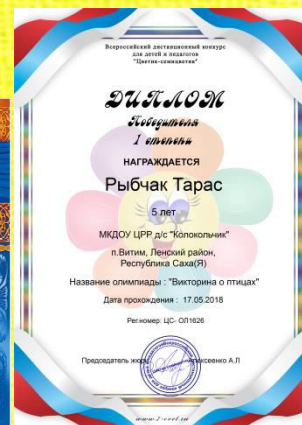 Всероссийский дистанционный конкурс
для детей и педагогов
"Цветик-семицветик"
ДИПЛОМ
Победителя
I степени
НАГРАЖДАЕТСЯ
Рыбчак Тарас
5 лет
МКДОУ ЦРР д/с "Колокольчик"
п.Витим, Ленский район,
Республика Саха(Я)
Название олимпиады : "Викторина о птицах"
Дата прохождения : 17.05.2018
Рег.номер: ЦС- ОЛ1626
Председатель жюри
А.Л